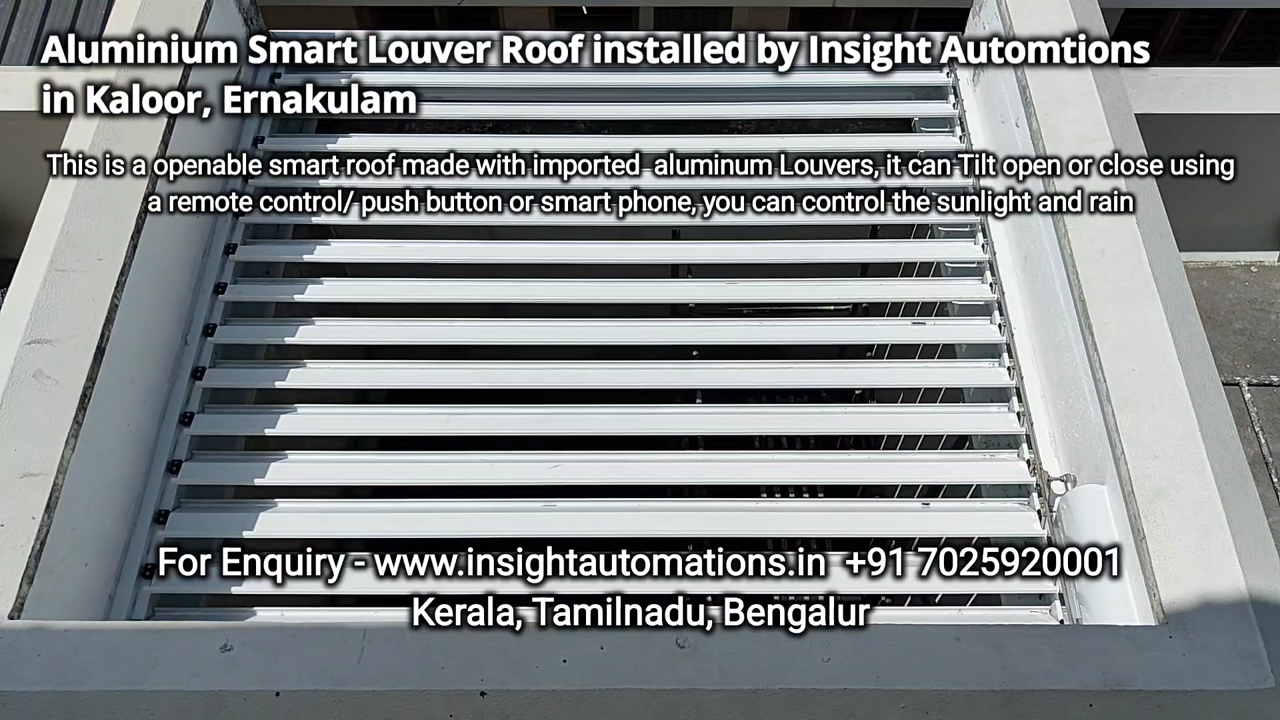 Aluminium Smart Louver Roof installed by Insight Automtions
in Kaloor, Ernakulam
This is a openable smart roof made with imported aluminum Louvers, it can Tilt open or close using
a remote control/ push button or smart phone, you can control the sunlight and rain
For Enquiry - www.insightautomations.in +91 7025920001
Kerala, Tamilnadu, Bengalur